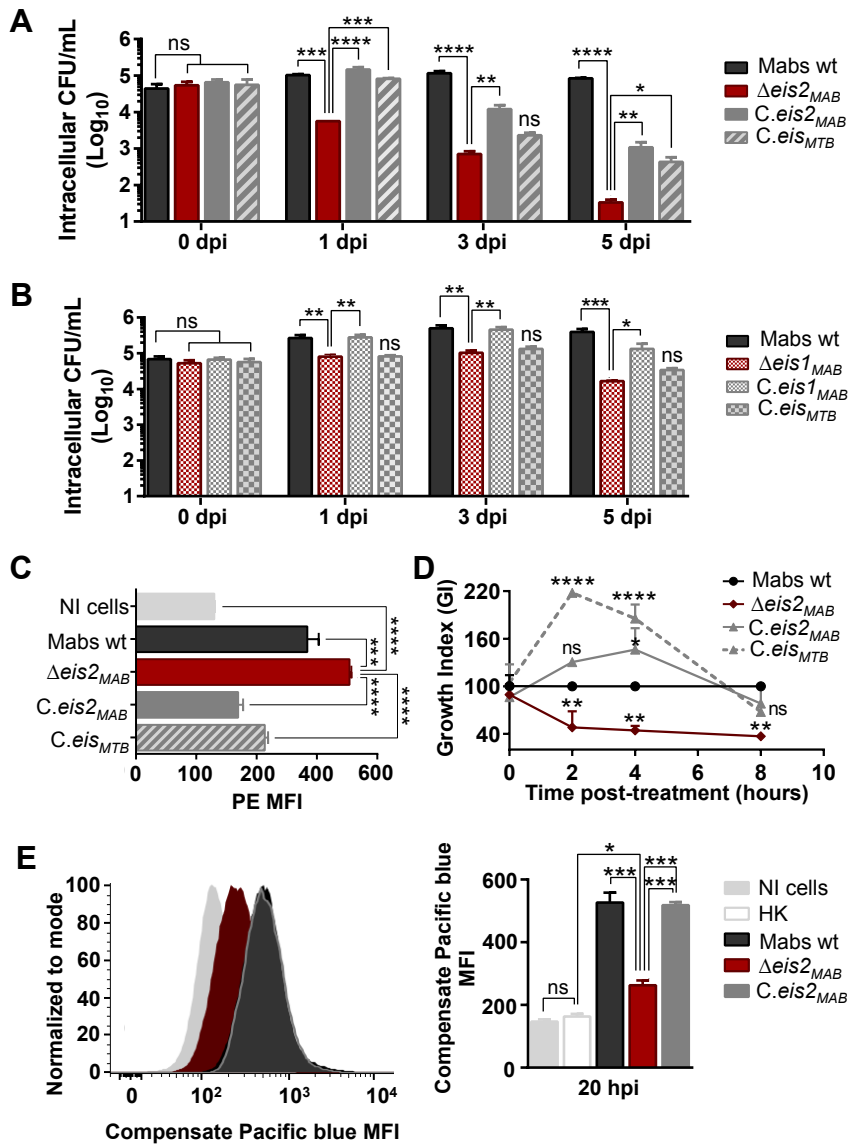 A
Intracellular CFU/mL
(Log10)
6
5
4
3
2
1
ns
***
***
****
****
**
ns
****
**
*
0 dpi
1 dpi
3 dpi
5 dpi
Mabs wt
Δeis2MAB
C.eis2MAB
C.eisMTB
B
Intracellular CFU/mL
(Log10)
6
5
4
5
2
1
ns
**
**
ns
**
**
ns
***
*
ns
0 dpi
1 dpi
3 dpi
5 dpi
Mabs wt
Δeis1MAB
C.eis1MAB
C.eisMTB
C
NI cells
Mabs wt
Δeis2MAB
C.eis2MAB
C.eisMTB
****
***
****
****
0
200
400
600
PE MFI
D
Growth Index (GI)
220
160
100
40
****
****
ns
*
**
**
ns
**
0
2
4
6
8
10
Time post-treatment (hours)
Mabs wt
Δeis2MAB
C.eis2MAB
C.eisMTB
E
Normalized to mode
100
80
60
40
20
0
0
102
103
104
Compensate Pacific blue MFI
Compensate Pacific blue
MFI
600
400
200
0
ns
*
***
***
***
20 hpi
NI cells
HK
Mabs wt
Δeis2MAB
C.eis2MAB